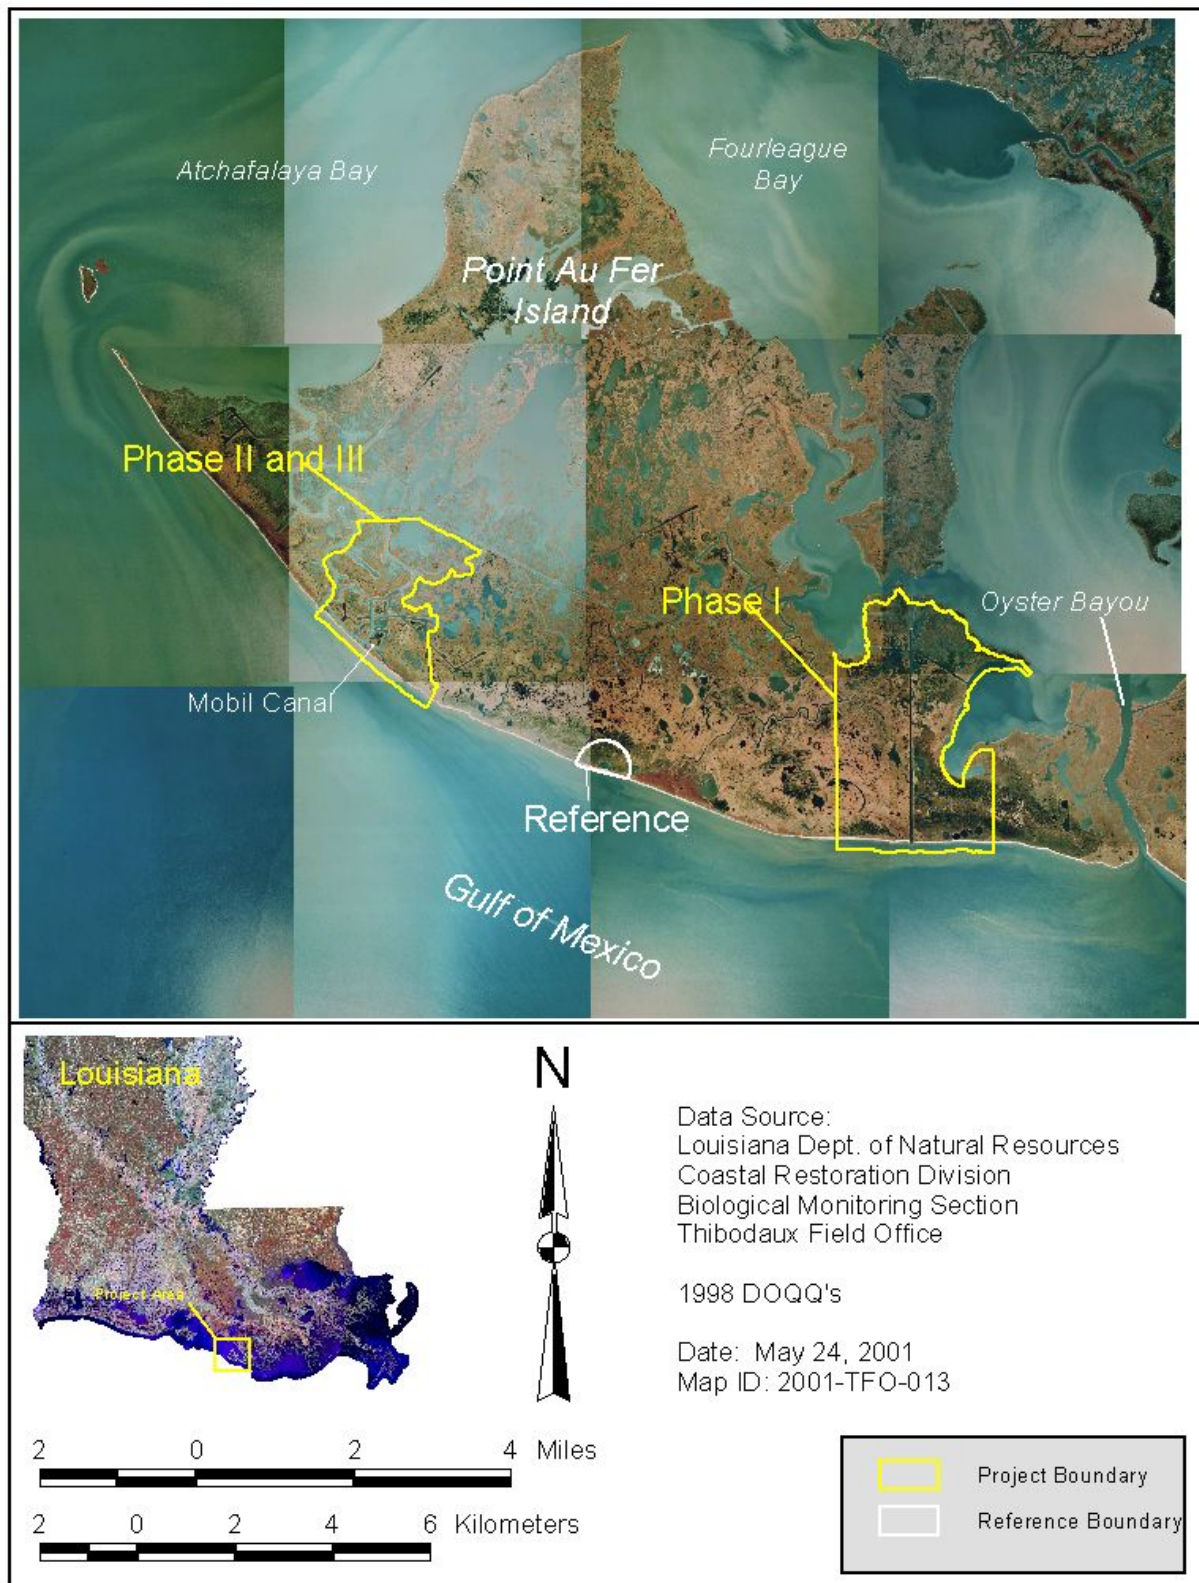 Atchafalaya Bay
Fourleague
Bay
Point Au Fer
Island
Phase II and III
Phase I
Oyster Bayou
Mobil Canal
Reference
Gulf of Mexico
Louisiana
Project Area
N
Data Source:
Louisiana Dept. of Natural Resources
Coastal Restoration Division
Biological Monitoring Section
Thibodaux Field Office
1998 DOQQ's
Date: May 24, 2001
Map ID: 2001-TFO-013
2 0 2 4 Miles
2 0 2 4 6 Kilometers
Project Boundary
Reference Boundary